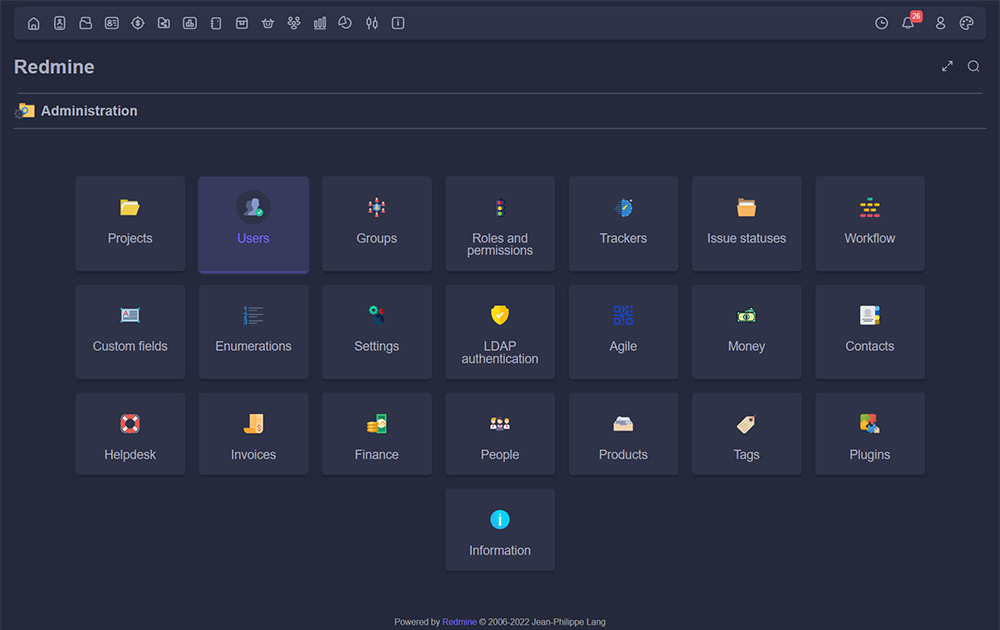 26
Redmine
Administration
Projects
Users
Groups
Roles and
permissions
Trackers
Issue statuses
Workflow
Custom fields
Enumerations
Settings
LDAP
authentication
Agile
Money
Contacts
Helpdesk
Invoices
Finance
People
Products
Tags
Plugins
Information
Powered by Redmine © 2006-2022 Jean-Philippe Lang